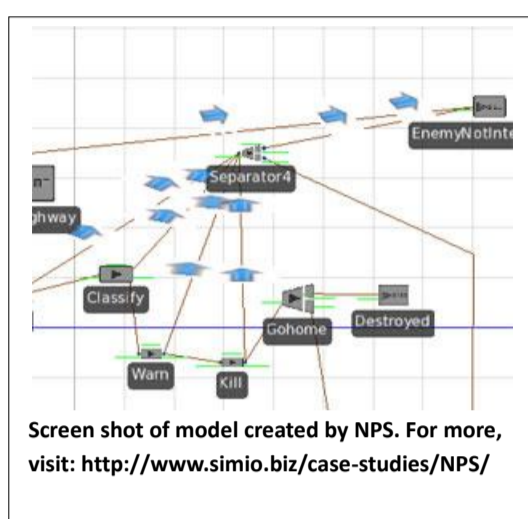 EnemyNotInte
Separator4
ghway
Classify
Gohome
Destroyed
Warn
Kill
Screen shot of model created by NPS. For more,
visit: http://www.simio.biz/case-studies/NPS/